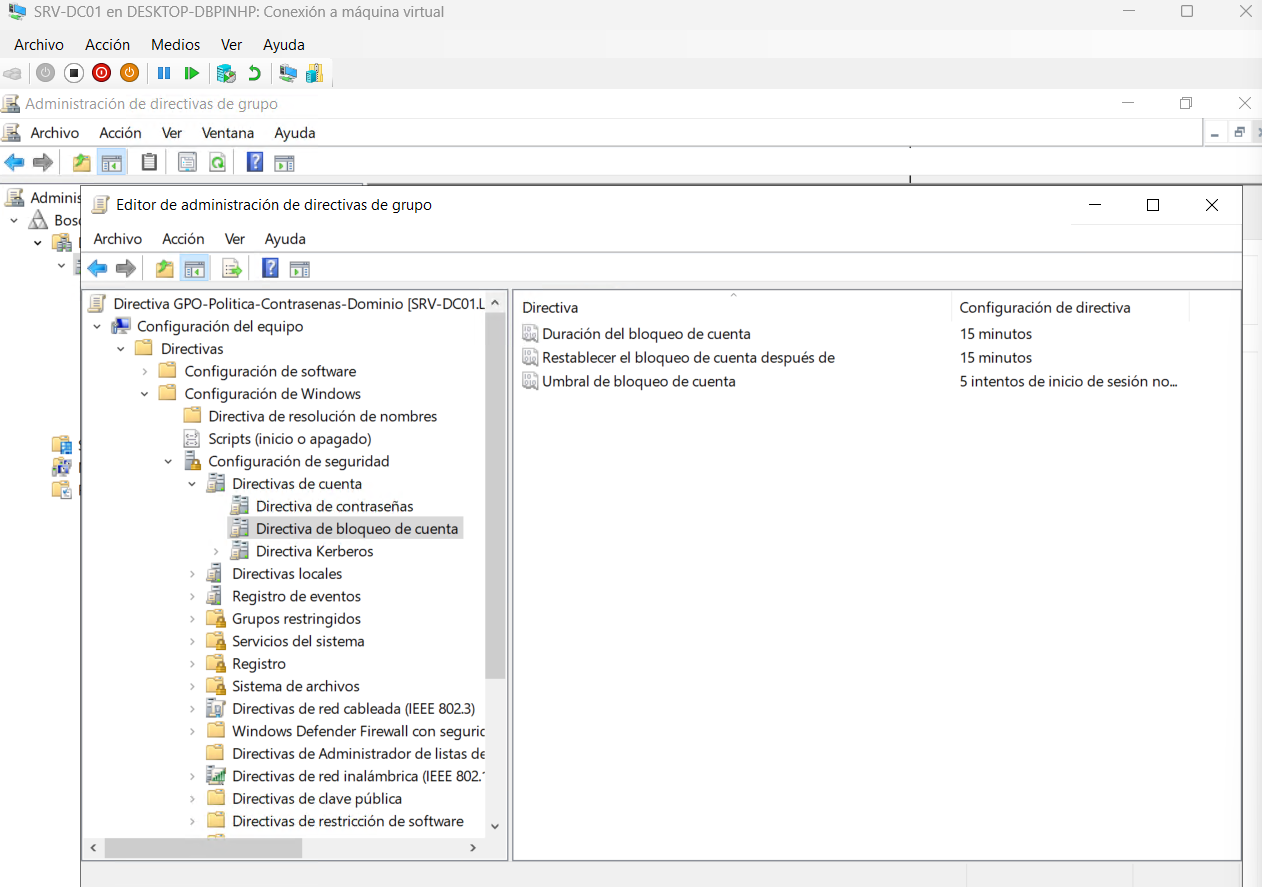 SRV-DC01 en DESKTOP-DBPINHP: Conexión a máquina virtual
Archivo Acción Medios Ver Ayuda
Administración de directivas de grupo
Archivo Acción Ver Ventana Ayuda
Adminis
Editor de administración de directivas de grupo
Archivo Acción Ver Ayuda
Directiva GPO-Politica-Contrasenas-Dominio [SRV-DC01.L
Configuración del equipo
Directivas
Configuración de software
Configuración de Windows
Directiva de resolución de nombres
Scripts (inicio o apagado)
Configuración de seguridad
Directivas de cuenta
Directiva de contraseñas
Directiva de bloqueo de cuenta
Directiva Kerberos
Directivas locales
Registro de eventos
Grupos restringidos
Servicios del sistema
Registro
Sistema de archivos
Directivas de red cableada (IEEE 802.3)
Windows Defender Firewall con seguric
Directivas de Administrador de listas de
Directivas de red inalámbrica (IEEE 802.1
Directivas de clave pública
Directivas de restricción de software
Directiva Configuración de directiva
Duración del bloqueo de cuenta 15 minutos
Restablecer el bloqueo de cuenta después de 15 minutos
Umbral de bloqueo de cuenta 5 intentos de inicio de sesión no...